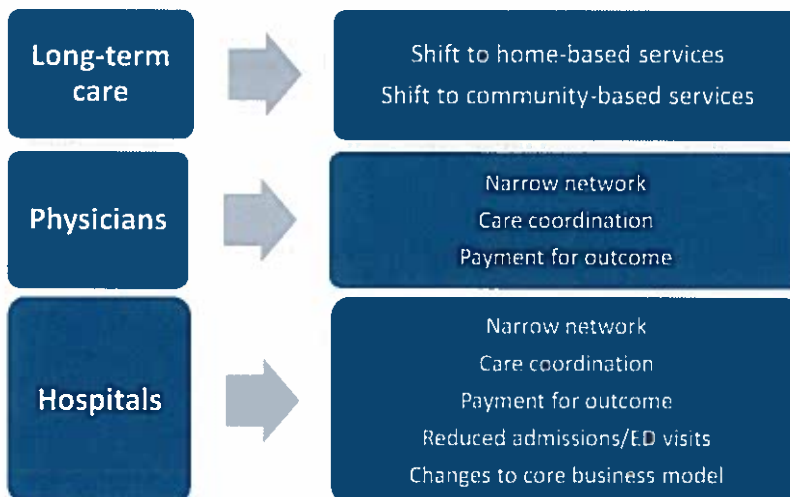 Long-term
care
Shift to home-based services
Shift to community-based services
Physicians
Narrow network
Care coordination
Payment for outcome
Hospitals
Narrow network
Care coordination
Payment for outcome
Reduced admissions/ED visits
Changes to core business model